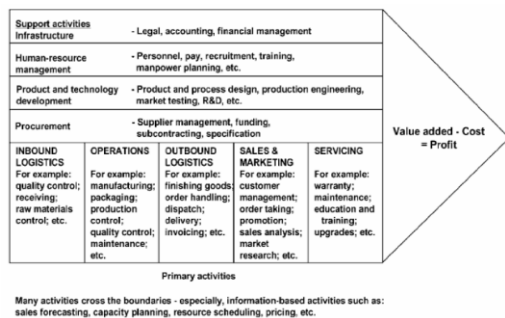 Support activities
Infrastructure - Legal, accounting, financial management
Human-resource - Personnel, pay, recruitment, training,
management manpower planning, etc.
Product and technology - Product and process design, production engineering,
development market testing, R&D, etc.
Procurement - Supplier management, funding,
subcontracting, specification
Value added - Cost
= Profit
INBOUND
LOGISTICS
For example:
quality control;
receiving;
raw materials
control; etc.
OPERATIONS
For example:
manufacturing;
packaging;
production
control;
quality control;
maintenance;
etc.
OUTBOUND
LOGISTICS
For example:
finishing goods;
order handling;
dispatch;
delivery;
invoicing; etc.
SALES &
MARKETING
For example:
customer
management;
order taking;
promotion;
sales analysis;
market
research; etc.
SERVICING
For example:
warranty;
maintenance;
education and
training;
upgrades; etc.
Primary activities
Many activities cross the boundaries - especially, information-based activities such as:
sales forecasting, capacity planning, resource scheduling, pricing, etc.